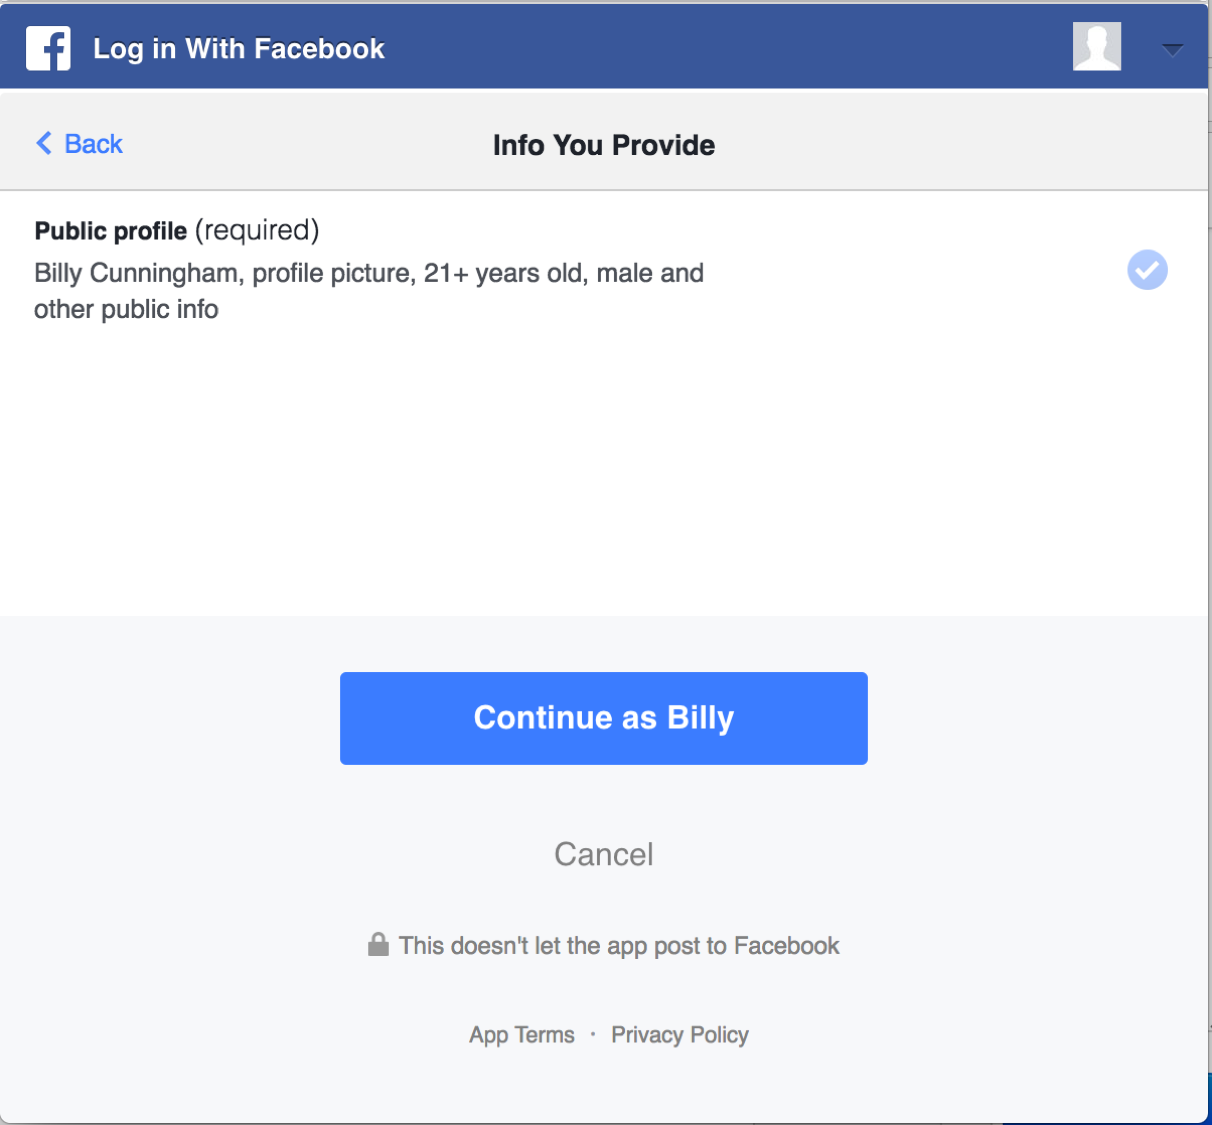 Log in With Facebook
Back
Info You Provide
Public profile (required)
Billy Cunningham, profile picture, 21+ years old, male and
other public info
Continue as Billy
Cancel
This doesn't let the app post to Facebook
App Terms · Privacy Policy